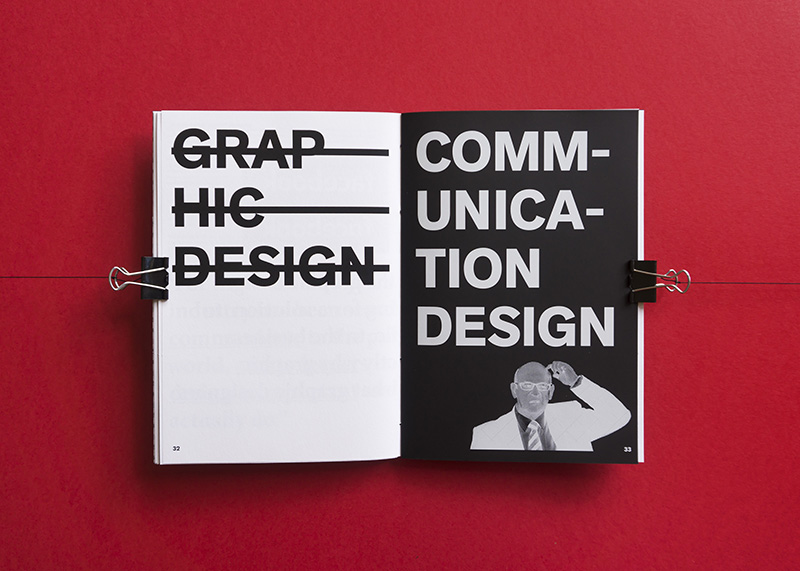 GRAP
HIC
DESIGN
32
COMM-
UNICA-
TION
DESIGN
33